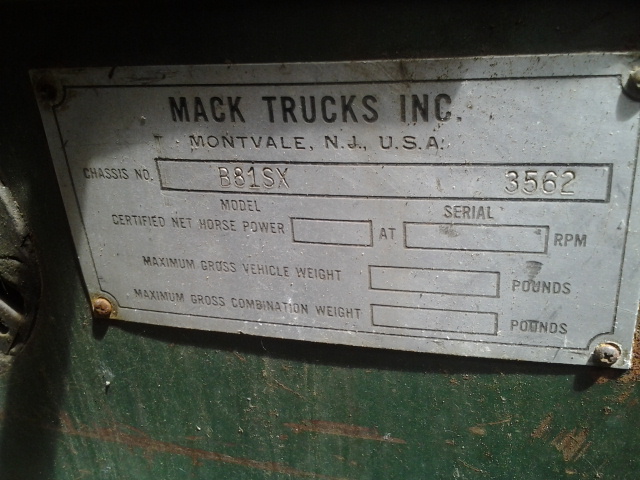 MACK TRUCKS INC.
MONTVALE, N.J., U.S.A.
CHASSIS NO. B81SX 3562
MODEL SERIAL
CERTIFIED NET HORSE POWER AT RPM
MAXIMUM GROSS VEHICLE WEIGHT POUNDS
MAXIMUM GROSS COMBINATION WEIGHT POUNDS